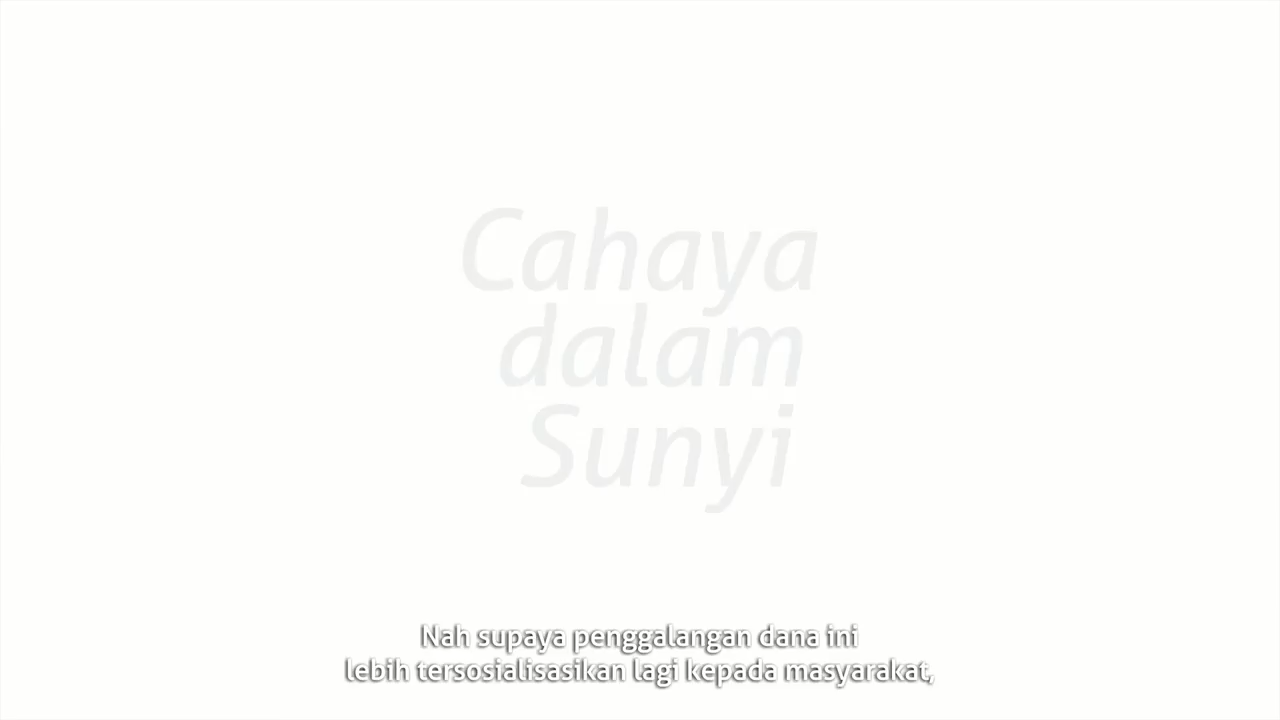 Cahaya
dalam
Sunyi
Nah supaya penggalangan dana ini
lebih tersosialisasikan lagi kepada masyarakat,